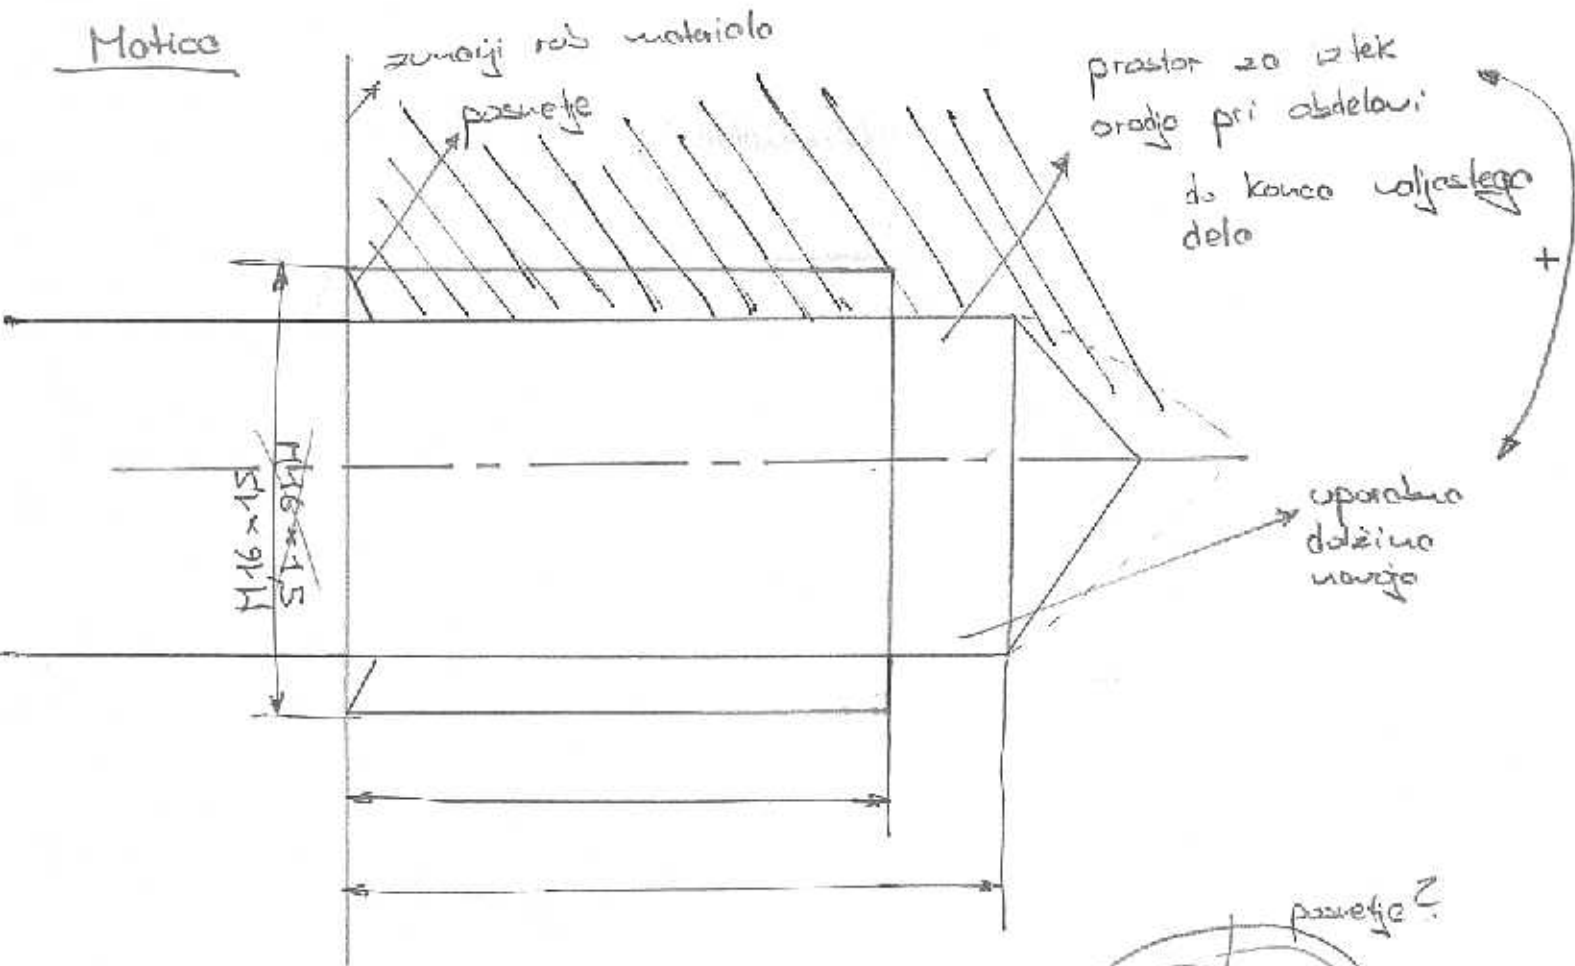 Matica
zunanji rob materiala
posnetje
prostor za iztek
orodja pri obdelavi
do konca valjastega
dela
+
M16×1,5
M16×1,5
uporabna
dolžina
navoja
posnetje?